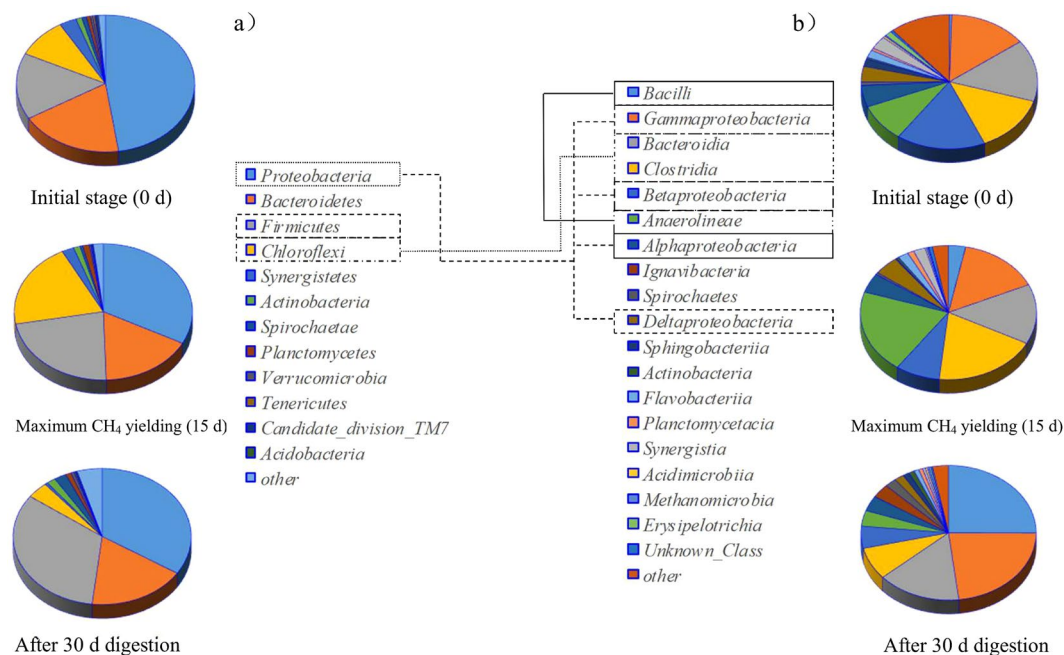 a）
b）
Initial stage (0 d)
Maximum CH₄ yielding (15 d)
After 30 d digestion
Proteobacteria
Bacteroidetes
Firmicutes
Chloroflexi
Synergistetes
Actinobacteria
Spirochaetae
Planctomycetes
Verrucomicrobia
Tenericutes
Candidate_division_TM7
Acidobacteria
other
Bacilli
Gammaproteobacteria
Bacteroidia
Clostridia
Betaproteobacteria
Anaerolineae
Alphaproteobacteria
Ignavibacteria
Spirochaetes
Deltaproteobacteria
Sphingobacteriia
Actinobacteria
Flavobacteriia
Planctomycetacia
Synergistia
Acidimicrobiia
Methanomicrobia
Erysipelotrichia
Unknown_Class
other
Initial stage (0 d)
Maximum CH₄ yielding (15 d)
After 30 d digestion